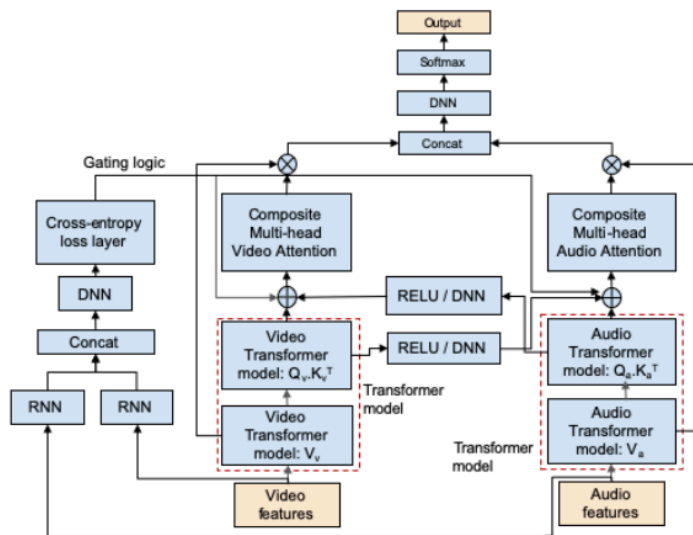 Output
Softmax
DNN
Concat
Gating logic
Cross-entropy
loss layer
DNN
Concat
RNN
RNN
Composite
Multi-head
Video Attention
Composite
Multi-head
Audio Attention
RELU / DNN
RELU / DNN
Video
Transformer
model: Qᵥ.Kᵥᵀ
Video
Transformer
model: Vᵥ
Transformer
model
Audio
Transformer
model: Qₐ.Kₐᵀ
Audio
Transformer
model: Vₐ
Transformer
model
Video
features
Audio
features